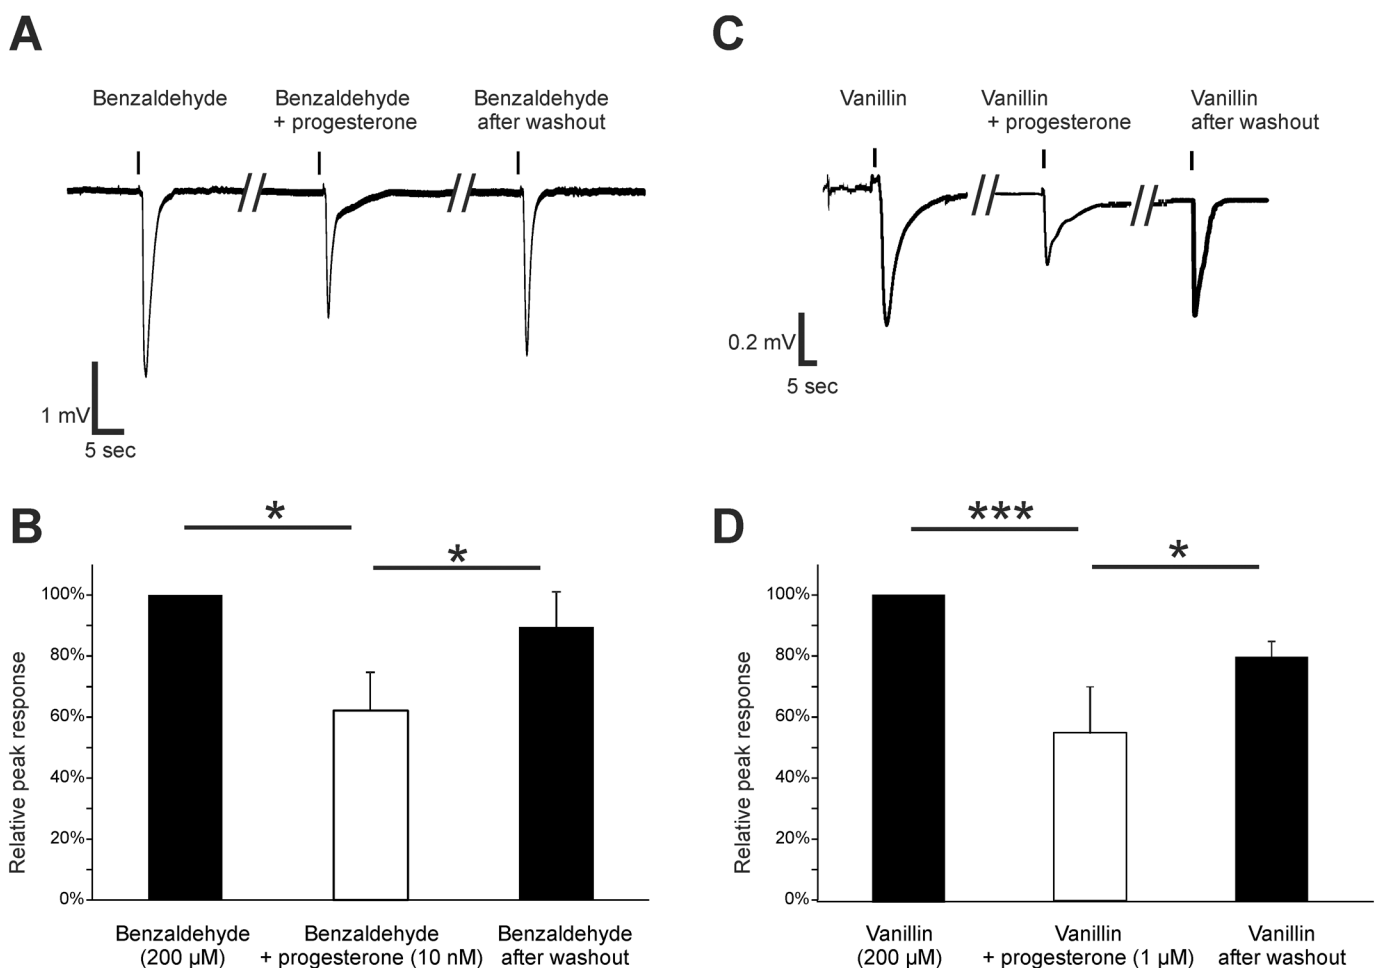 A
Benzaldehyde
Benzaldehyde
+ progesterone
Benzaldehyde
after washout
1 mV
5 sec
C
Vanillin
Vanillin
+ progesterone
Vanillin
after washout
0.2 mV
5 sec
B
*
*
Relative peak response
100%
80%
60%
40%
20%
0%
Benzaldehyde
(200 µM)
Benzaldehyde
+ progesterone (10 nM)
Benzaldehyde
after washout
D
***
*
Relative peak response
100%
80%
60%
40%
20%
0%
Vanillin
(200 µM)
Vanillin
+ progesterone (1 µM)
Vanillin
after washout